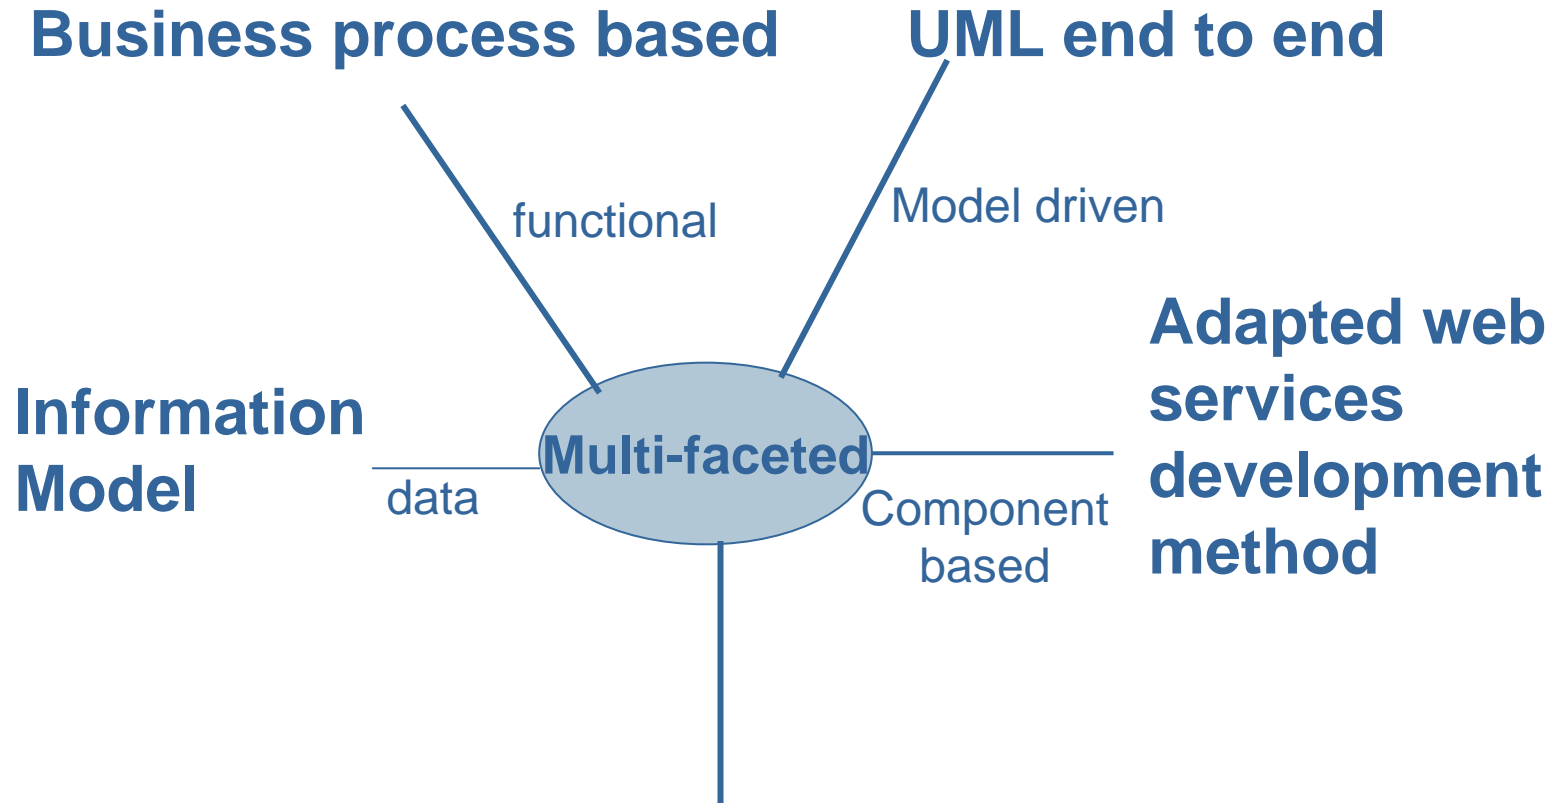 Business process based
UML end to end
functional
Model driven
Adapted web
services
development
method
Information
Model
data
Multi-faceted
Component
based